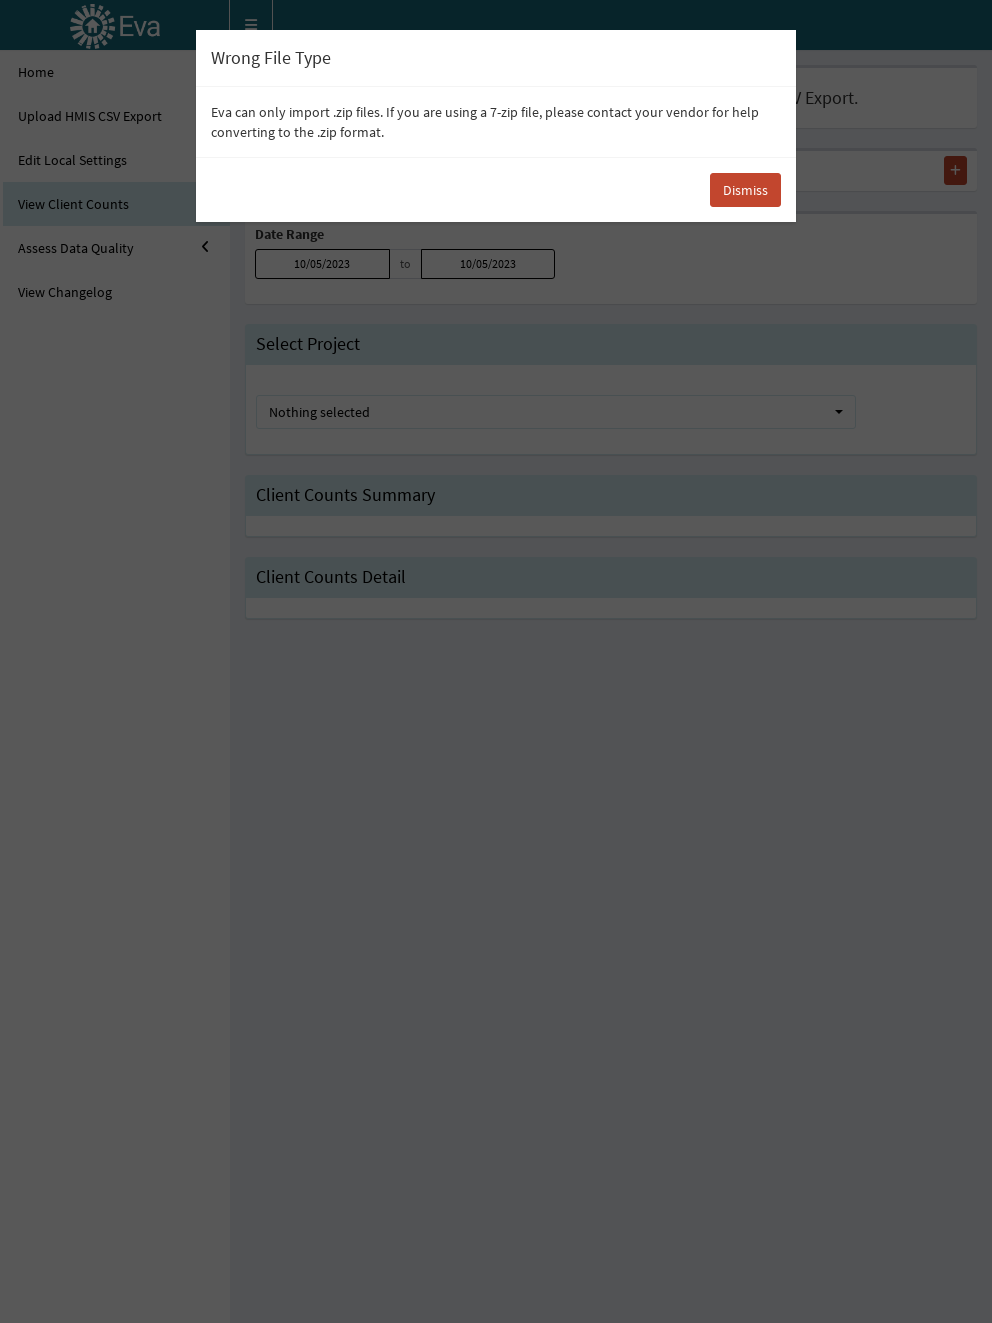 Eva
Wrong File Type
Eva can only import .zip files. If you are using a 7-zip file, please contact your vendor for help
converting to the .zip format.
Dismiss
Home
Upload HMIS CSV Export
Edit Local Settings
View Client Counts
Assess Data Quality
View Changelog
Export.
+
Date Range
10/05/2023 to 10/05/2023
Select Project
Nothing selected
Client Counts Summary
Client Counts Detail